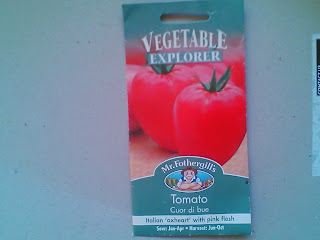 VEGETABLE
EXPLORER
Mr. Fothergill's
Tomato
Cuor di bue
Italian 'oxheart' with pink flesh
Sow: Jan-Apr • Harvest: Jun-Oct